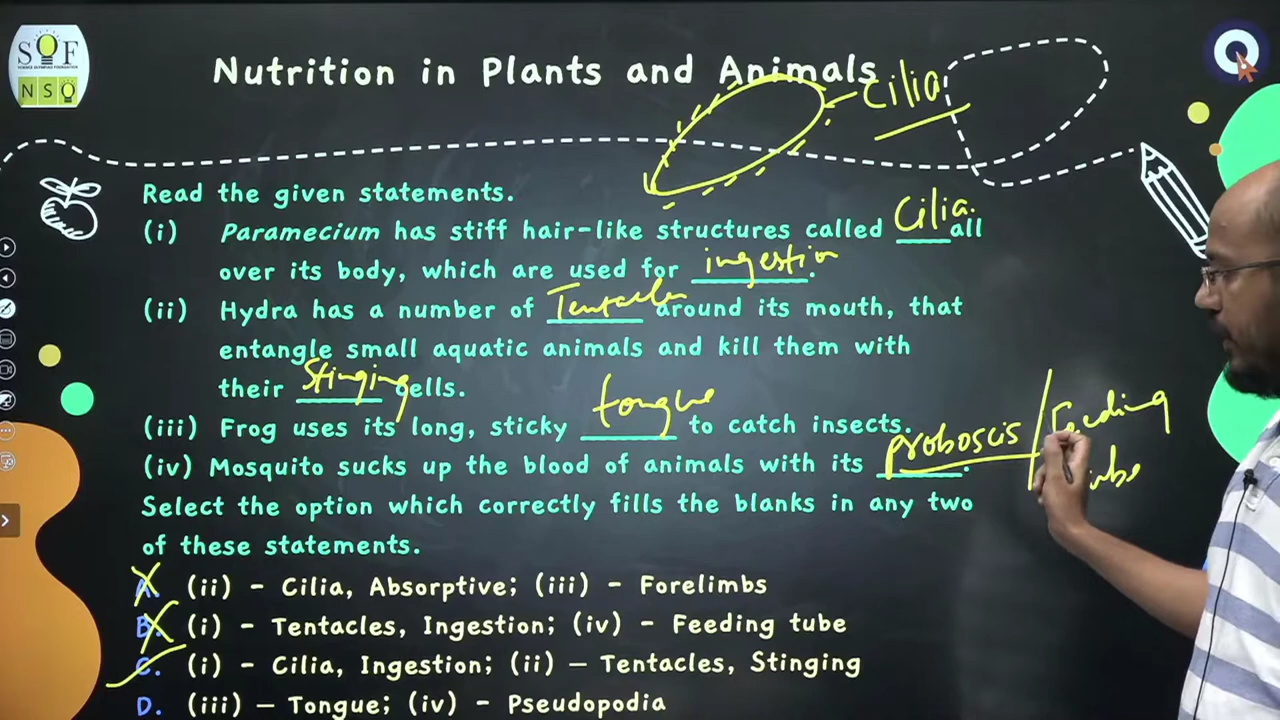 SOF
SCIENCE OLYMPIAD FOUNDATION
NSO
Nutrition in Plants and Animals
Cilia
Read the given statements.
(i) Paramecium has stiff hair-like structures called Cilia. all
over its body, which are used for ingestion.
(ii) Hydra has a number of Tentacles around its mouth, that
entangle small aquatic animals and kill them with
their Stinging cells.
(iii) Frog uses its long, sticky tongue to catch insects.
(iv) Mosquito sucks up the blood of animals with its proboscis. / Feeding
Select the option which correctly fills the blanks in any two
of these statements.
A. (ii) - Cilia, Absorptive; (iii) - Forelimbs
B. (i) - Tentacles, Ingestion; (iv) - Feeding tube
C. (i) - Cilia, Ingestion; (ii) – Tentacles, Stinging
D. (iii) – Tongue; (iv) - Pseudopodia